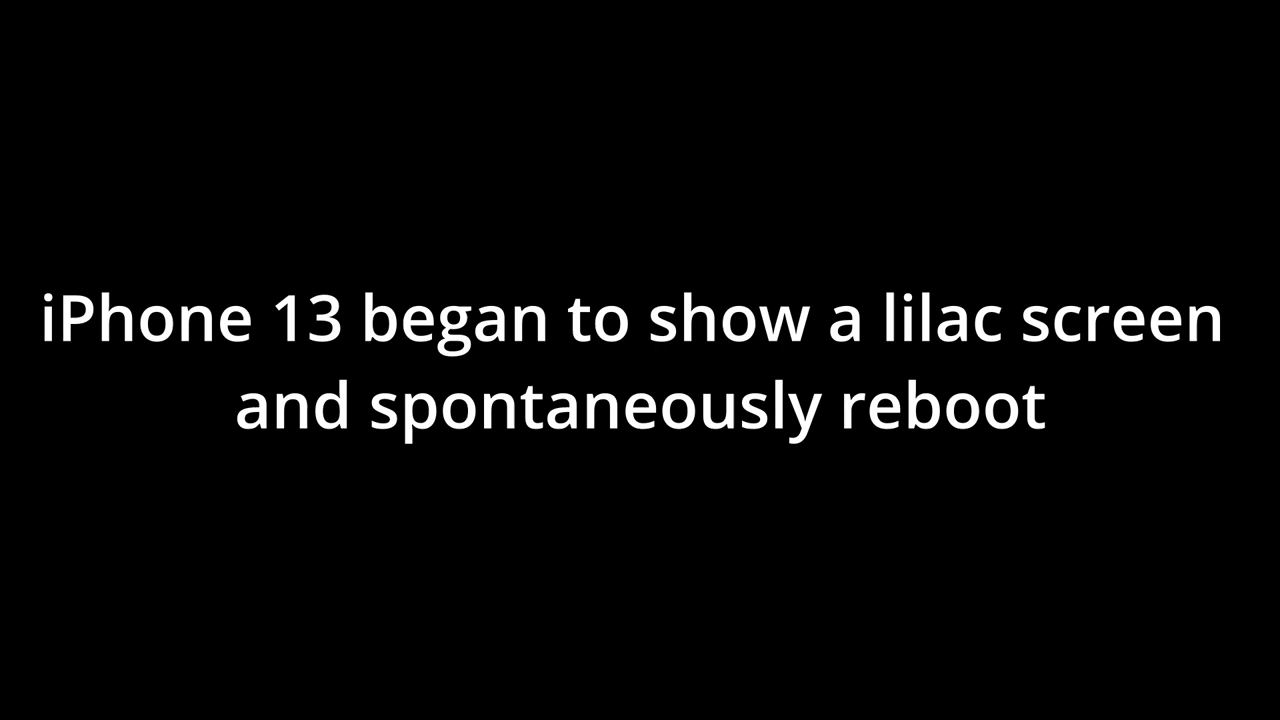 iPhone 13 began to show a lilac screen
and spontaneously reboot